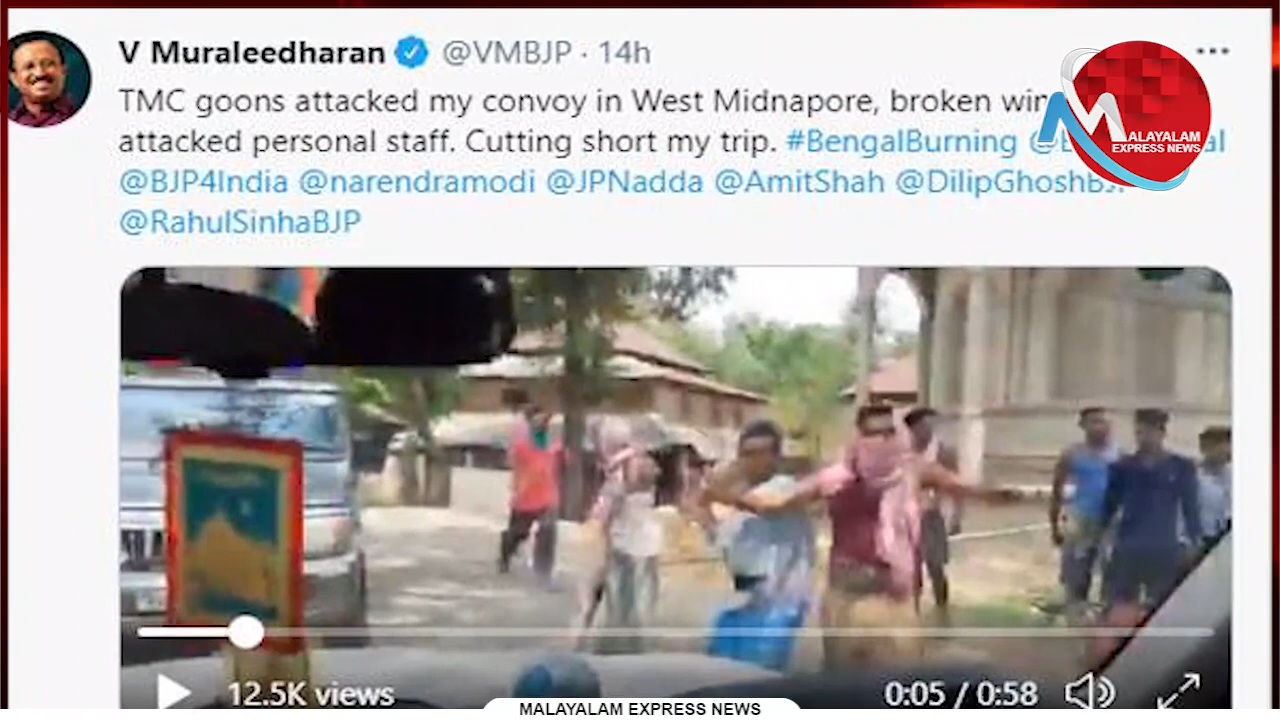 V Muraleedharan @VMBJP · 14h
TMC goons attacked my convoy in West Midnapore, broken
attacked personal staff. Cutting short my trip. #BengalBurning
@BJP4India @narendramodi @JPNadda @AmitShah
@RahulSinhaBJP
MALAYALAM
EXPRESS NEWS
12.5K views
0:05 / 0:58
MALAYALAM EXPRESS NEWS